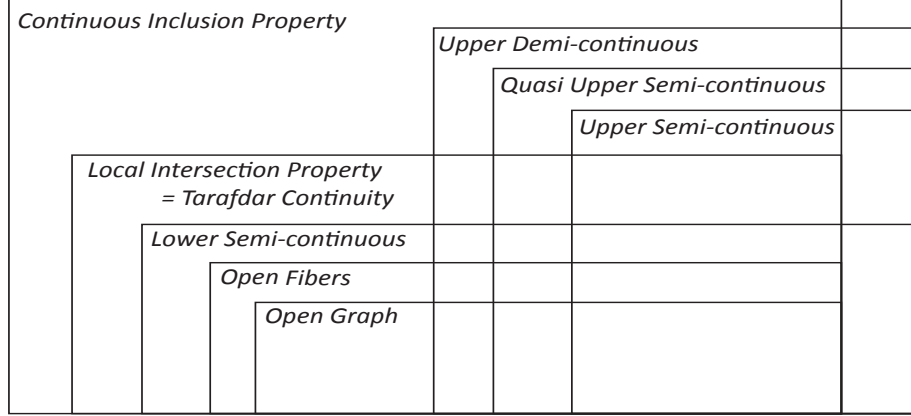 Continuous Inclusion Property
Upper Demi-continuous
Quasi Upper Semi-continuous
Upper Semi-continuous
Local Intersection Property
= Tarafdar Continuity
Lower Semi-continuous
Open Fibers
Open Graph